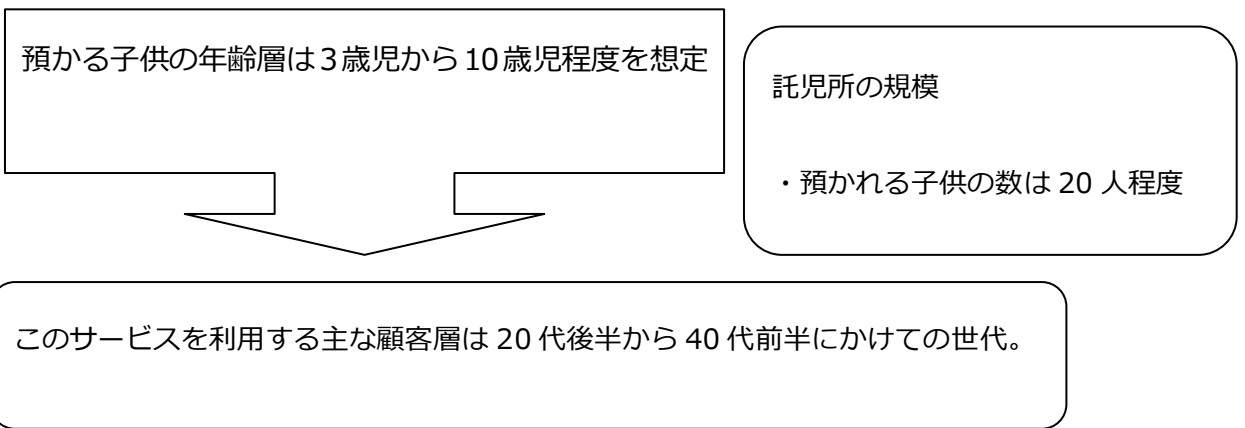 預かる子供の年齢層は３歳児から 10 歳児程度を想定
託児所の規模
・預かれる子供の数は 20 人程度
このサービスを利用する主な顧客層は 20 代後半から 40 代前半にかけての世代。